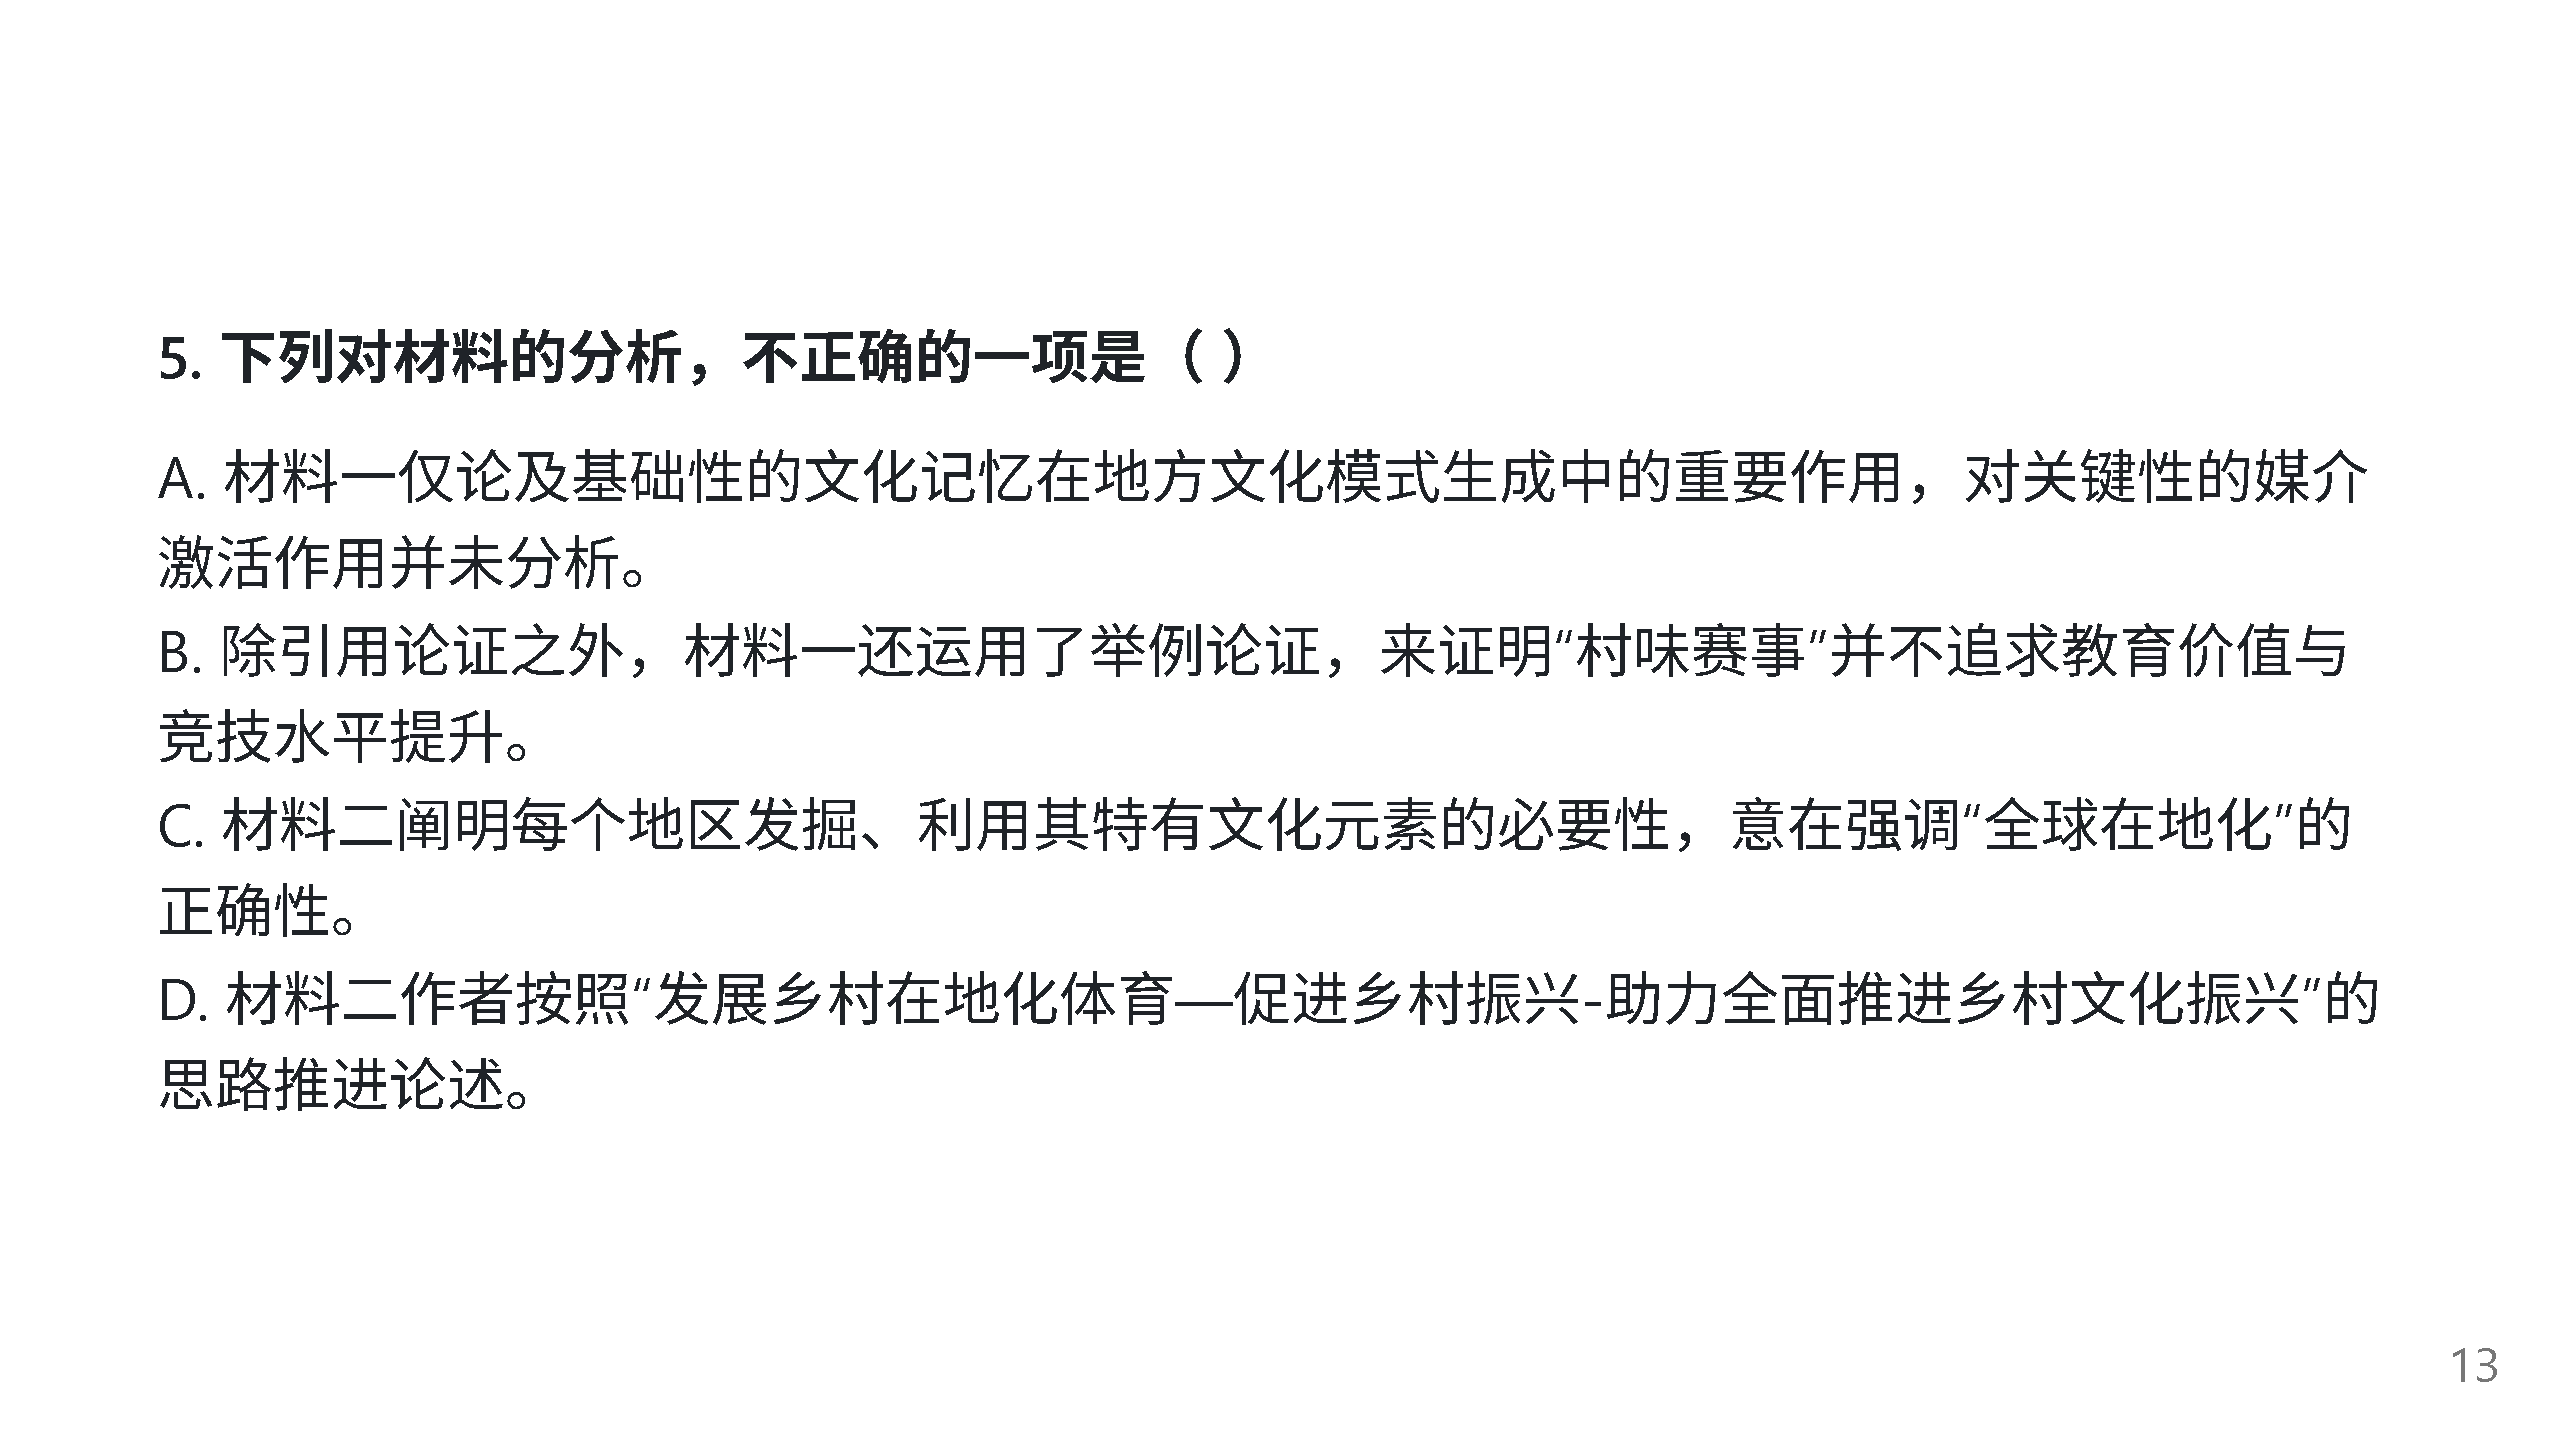 5. 下列对材料的分析，不正确的一项是（ ）
A. 材料一仅论及基础性的文化记忆在地方文化模式生成中的重要作用，对关键性的媒介
激活作用并未分析。
B. 除引用论证之外，材料一还运用了举例论证，来证明“村味赛事”并不追求教育价值与
竞技水平提升。
C. 材料二阐明每个地区发掘、利用其特有文化元素的必要性，意在强调“全球在地化”的
正确性。
D. 材料二作者按照“发展乡村在地化体育—促进乡村振兴-助力全面推进乡村文化振兴”的
思路推进论述。
13